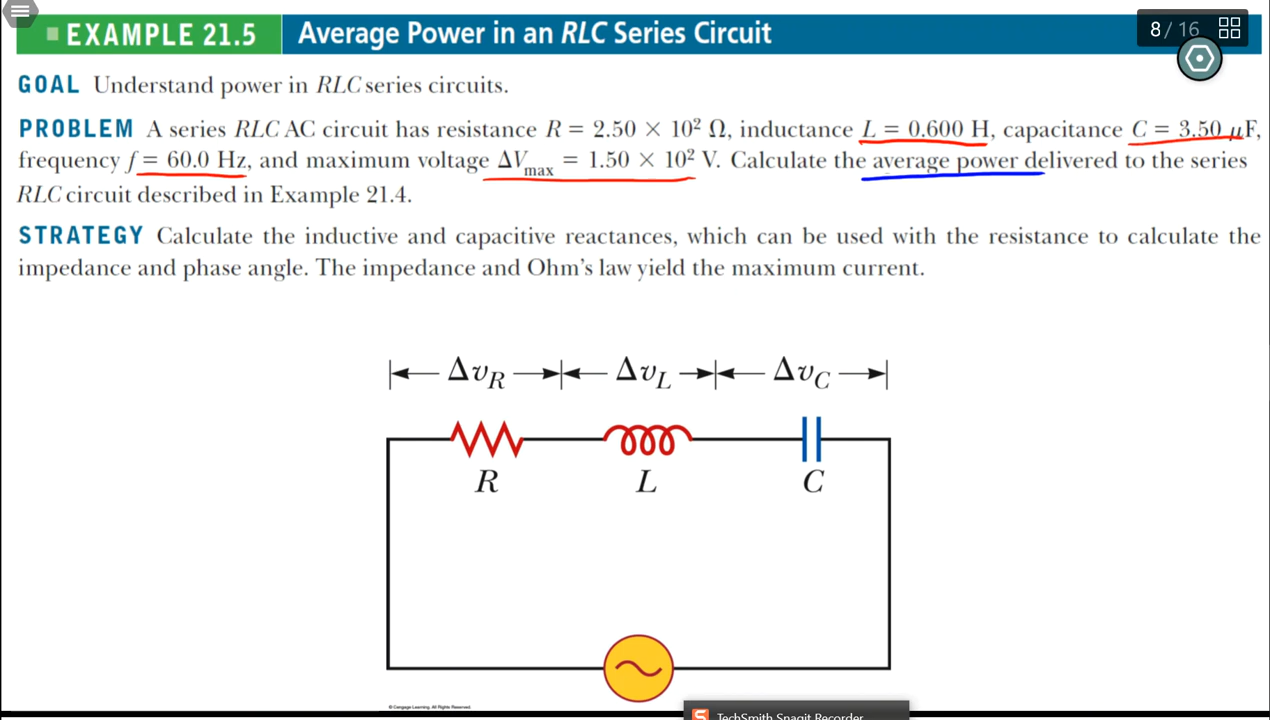 EXAMPLE 21.5 Average Power in an RLC Series Circuit
8 / 16
GOAL Understand power in RLC series circuits.
PROBLEM A series RLC AC circuit has resistance R = 2.50 × 10² Ω, inductance L = 0.600 H, capacitance C = 3.50 μF,
frequency f = 60.0 Hz, and maximum voltage ΔVmax = 1.50 × 10² V. Calculate the average power delivered to the series
RLC circuit described in Example 21.4.
STRATEGY Calculate the inductive and capacitive reactances, which can be used with the resistance to calculate the
impedance and phase angle. The impedance and Ohm's law yield the maximum current.
ΔvR ΔvL ΔvC
R L C
© Cengage Learning. All Rights Reserved.
S TechSmith Snagit Recorder